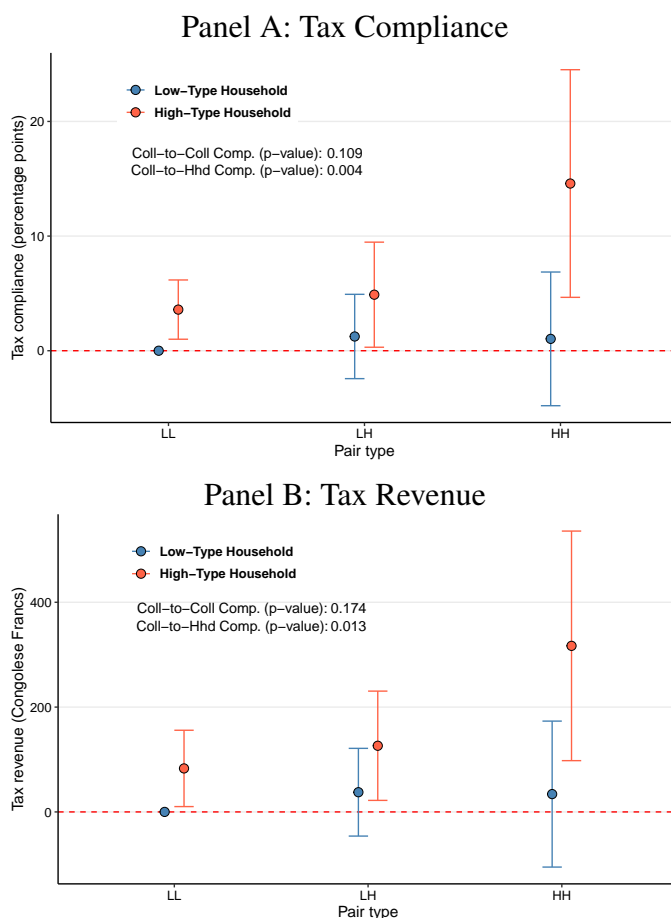 Panel A: Tax Compliance
Low−Type Household
High−Type Household
Coll−to−Coll Comp. (p−value): 0.109
Coll−to−Hhd Comp. (p−value): 0.004
Tax compliance (percentage points)
20
10
0
LL
LH
HH
Pair type
Panel B: Tax Revenue
Low−Type Household
High−Type Household
Coll−to−Coll Comp. (p−value): 0.174
Coll−to−Hhd Comp. (p−value): 0.013
Tax revenue (Congolese Francs)
400
200
0
LL
LH
HH
Pair type